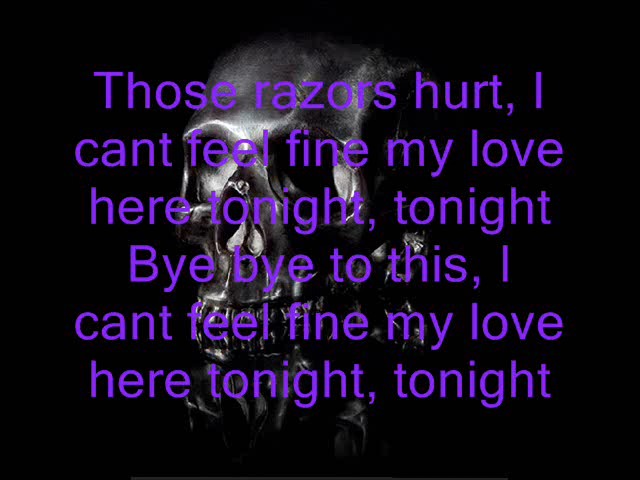 Those razors hurt, I
cant feel fine my love
here tonight, tonight
Bye bye to this, I
cant feel fine my love
here tonight, tonight